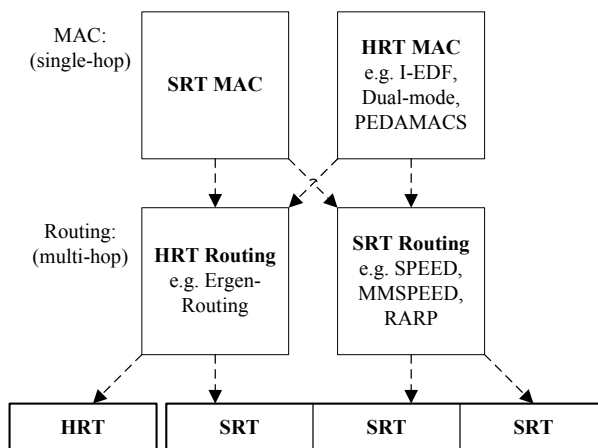 MAC:
(single-hop)
SRT MAC
HRT MAC
e.g. I-EDF,
Dual-mode,
PEDAMACS
Routing:
(multi-hop)
HRT Routing
e.g. Ergen-
Routing
SRT Routing
e.g. SPEED,
MMSPEED,
RARP
HRT
SRT
SRT
SRT